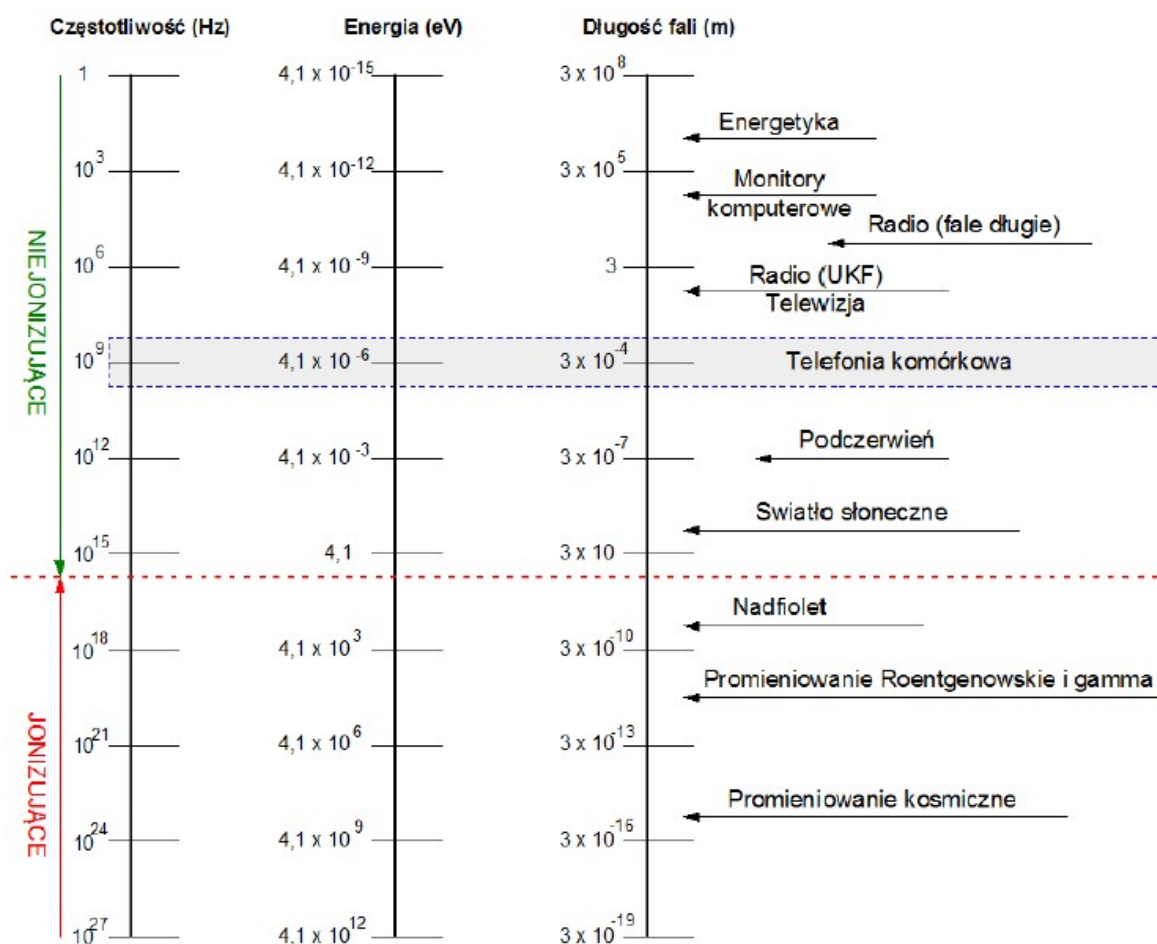 Częstotliwość (Hz) Energia (eV) Długość fali (m)
1 4,1 x 10⁻¹⁵ 3 x 10⁸
Energetyka
10³ 4,1 x 10⁻¹² 3 x 10⁵
Monitory
komputerowe
Radio (fale długie)
10⁶ 4,1 x 10⁻⁹ 3
Radio (UKF)
Telewizja
10⁹ 4,1 x 10⁻⁶ 3 x 10⁻⁴ Telefonia komórkowa
NIEJONIZUJĄCE
Podczerwień
10¹² 4,1 x 10⁻³ 3 x 10⁻⁷
Swiatło słoneczne
10¹⁵ 4,1 3 x 10
Nadfiolet
10¹⁸ 4,1 x 10³ 3 x 10⁻¹⁰
Promieniowanie Roentgenowskie i gamma
10²¹ 4,1 x 10⁶ 3 x 10⁻¹³
JONIZUJĄCE
Promieniowanie kosmiczne
10²⁴ 4,1 x 10⁹ 3 x 10⁻¹⁶
10²⁷ 4,1 x 10¹² 3 x 10⁻¹⁹